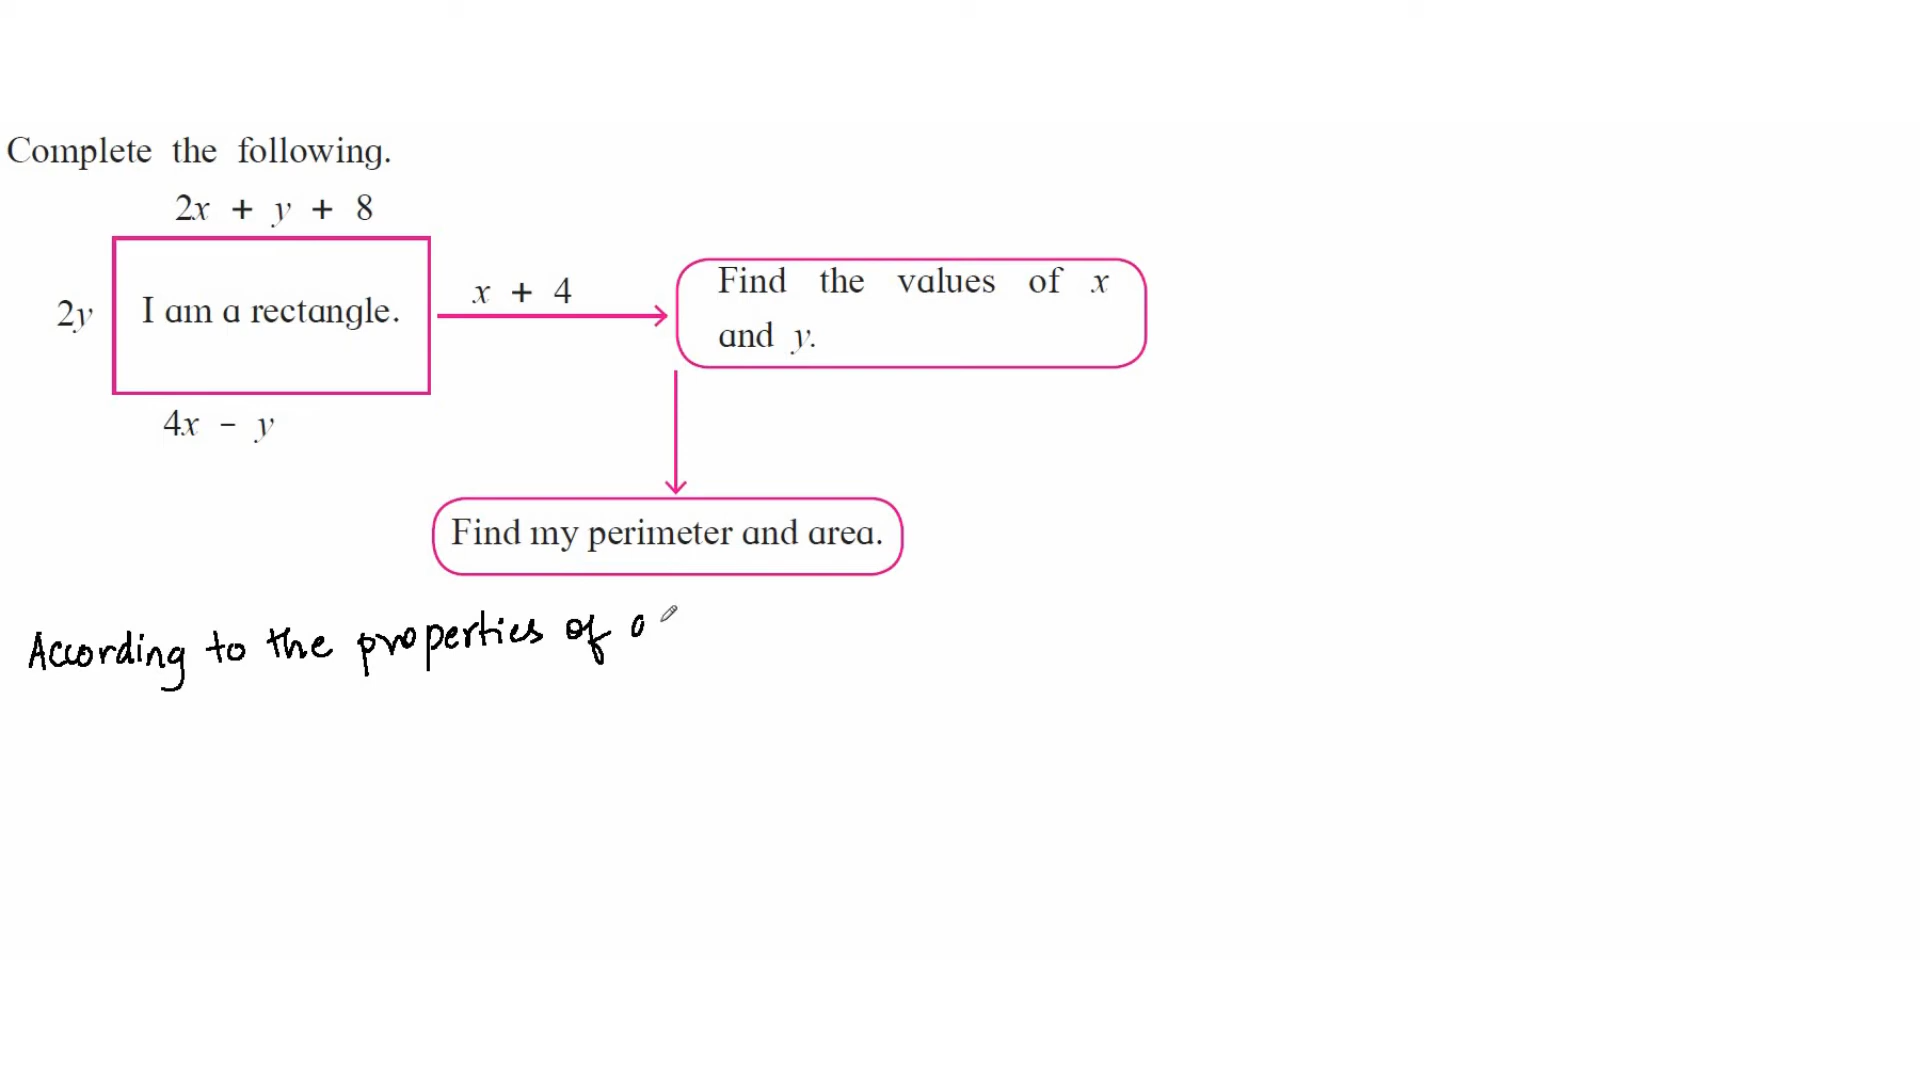 Complete the following.
2x + y + 8
2y
I am a rectangle.
x + 4
Find the values of x
and y.
4x - y
Find my perimeter and area.
According to the properties of a